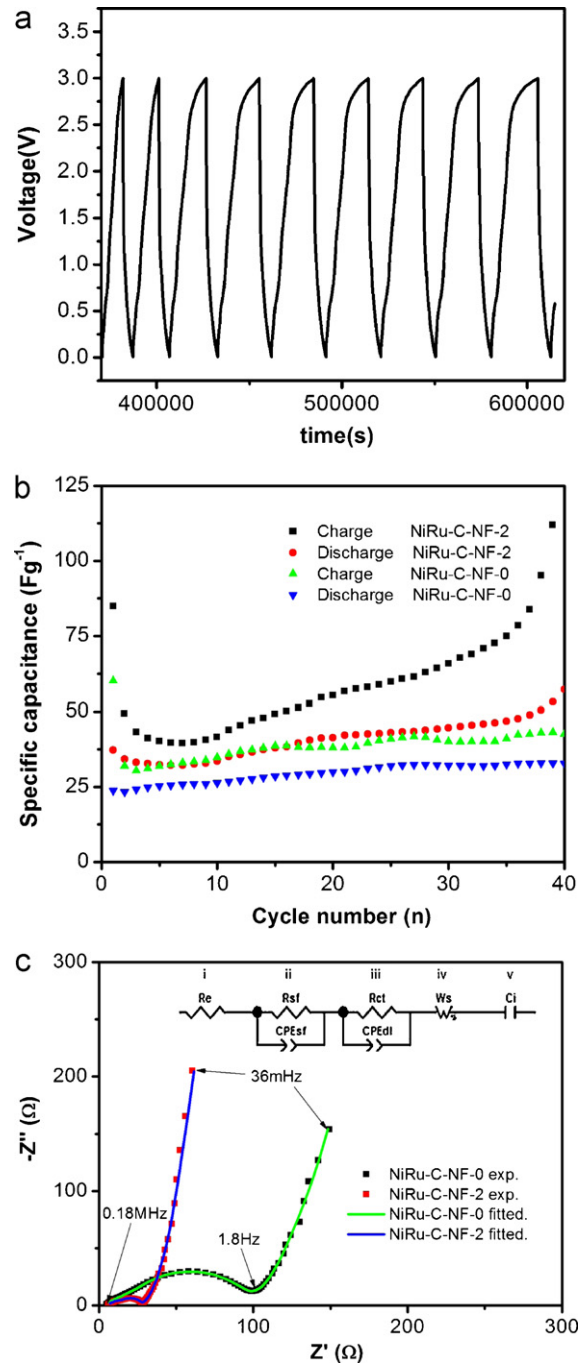 a
3.0
2.5
2.0
1.5
1.0
0.5
0.0
Voltage(V)
400000 500000 600000
time(s)
b
125
100
75
50
25
0
Specific capacitance (Fg⁻¹)
Charge NiRu-C-NF-2
Discharge NiRu-C-NF-2
Charge NiRu-C-NF-0
Discharge NiRu-C-NF-0
0 10 20 30 40
Cycle number (n)
c
300
200
100
0
-Z'' (Ω)
i ii iii iv v
Re Rsf Rct Ws Ci
CPEsf CPEdl
36mHz
0.18MHz
1.8Hz
NiRu-C-NF-0 exp.
NiRu-C-NF-2 exp.
NiRu-C-NF-0 fitted.
NiRu-C-NF-2 fitted.
0 100 200 300
Z' (Ω)